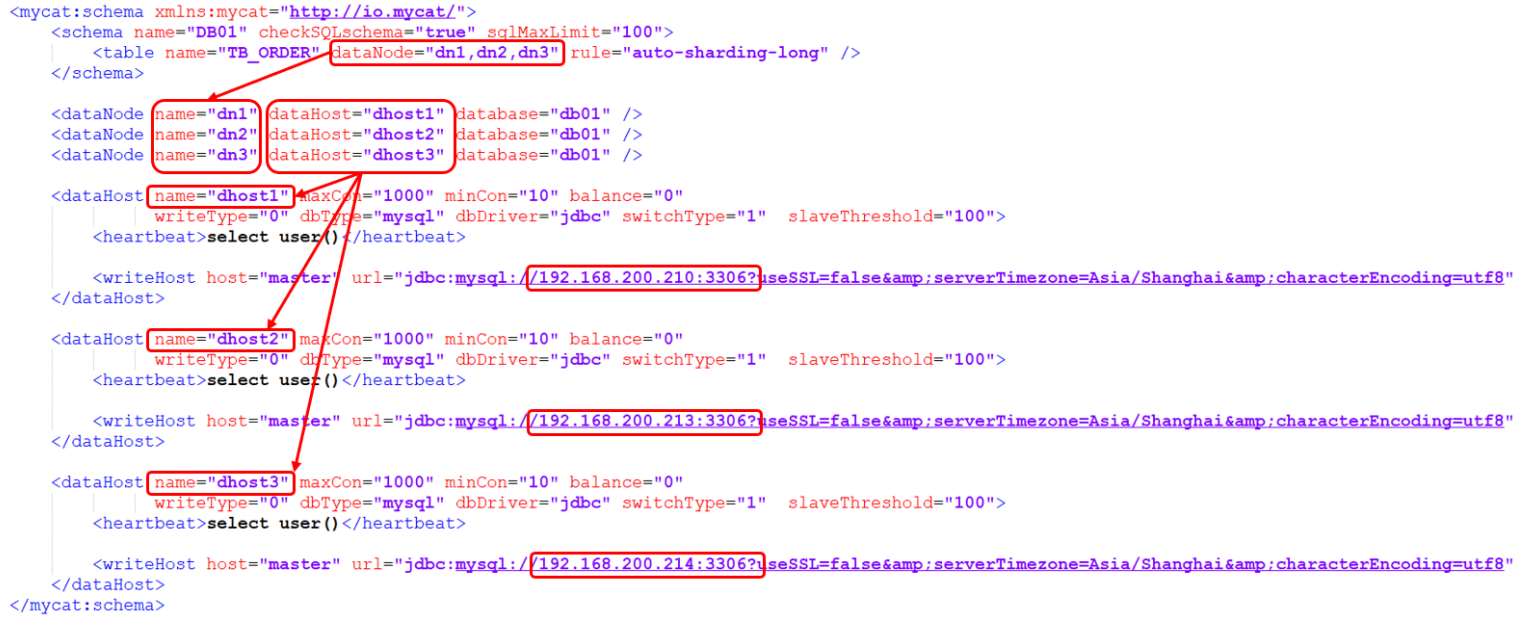 <mycat:schema xmlns:mycat="http://io.mycat/">
<schema name="DB01" checkSQLschema="true" sqlMaxLimit="100">
<table name="TB_ORDER" dataNode="dn1,dn2,dn3" rule="auto-sharding-long" />
</schema>
<dataNode name="dn1" dataHost="dhost1" database="db01" />
<dataNode name="dn2" dataHost="dhost2" database="db01" />
<dataNode name="dn3" dataHost="dhost3" database="db01" />
<dataHost name="dhost1" maxCon="1000" minCon="10" balance="0"
writeType="0" dbType="mysql" dbDriver="jdbc" switchType="1"  slaveThreshold="100">
<heartbeat>select user()</heartbeat>
<writeHost host="master" url="jdbc:mysql://192.168.200.210:3306?useSSL=false&amp;serverTimezone=Asia/Shanghai&amp;characterEncoding=utf8"
</dataHost>
<dataHost name="dhost2" maxCon="1000" minCon="10" balance="0"
writeType="0" dbType="mysql" dbDriver="jdbc" switchType="1"  slaveThreshold="100">
<heartbeat>select user()</heartbeat>
<writeHost host="master" url="jdbc:mysql://192.168.200.213:3306?useSSL=false&amp;serverTimezone=Asia/Shanghai&amp;characterEncoding=utf8"
</dataHost>
<dataHost name="dhost3" maxCon="1000" minCon="10" balance="0"
writeType="0" dbType="mysql" dbDriver="jdbc" switchType="1"  slaveThreshold="100">
<heartbeat>select user()</heartbeat>
<writeHost host="master" url="jdbc:mysql://192.168.200.214:3306?useSSL=false&amp;serverTimezone=Asia/Shanghai&amp;characterEncoding=utf8"
</dataHost>
</mycat:schema>